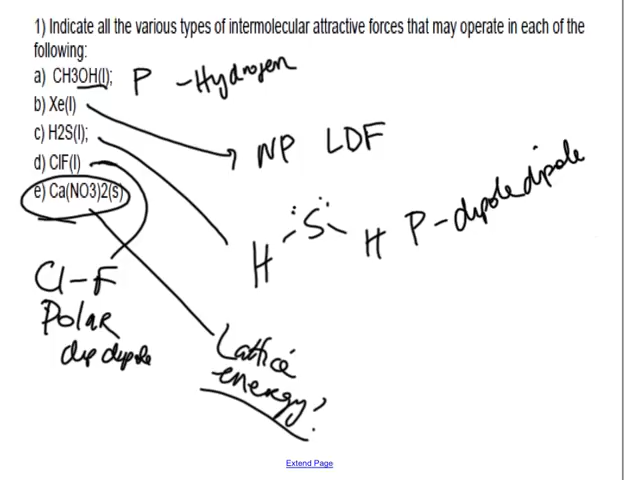 1) Indicate all the various types of intermolecular attractive forces that may operate in each of the
following:
a) CH3OH(l); P - Hydrogen
b) Xe(l)
NP LDF
c) H2S(l);
d) ClF(l)
e) Ca(NO3)2(s)
H S H P - dipole dipole
Cl - F
Polar
dip dipole
Lattice
energy!
Extend Page